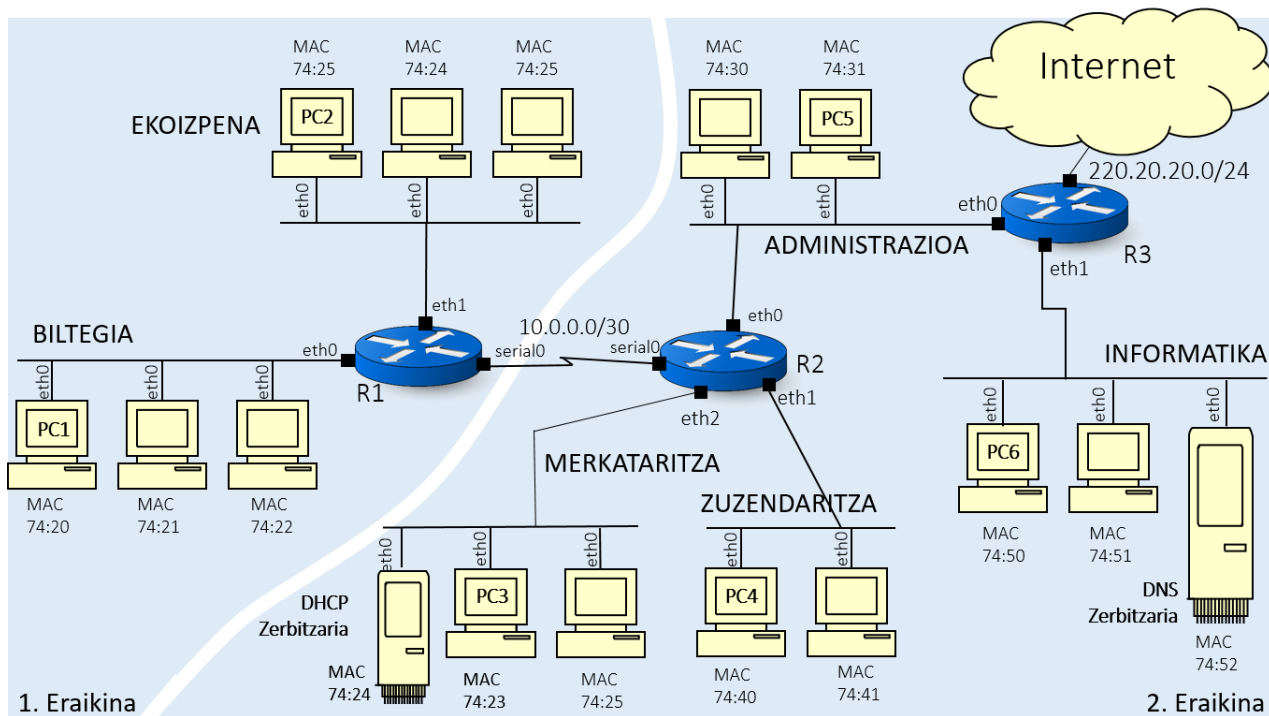 MAC
74:25
MAC
74:24
MAC
74:25
MAC
74:30
MAC
74:31
Internet
EKOIZPENA
PC2
PC5
eth0
eth0
eth0
eth0
eth0
220.20.20.0/24
eth0
ADMINISTRAZIOA
R3
eth1
eth1
BILTEGIA
10.0.0.0/30
eth0
eth0
serial0
serial0
R1
R2
eth1
eth2
INFORMATIKA
eth0
eth0
eth0
PC1
MAC
74:20
MAC
74:21
MAC
74:22
MERKATARITZA
ZUZENDARITZA
eth0
eth0
eth0
PC6
MAC
74:50
MAC
74:51
eth0
eth0
eth0
eth0
eth0
DHCP
Zerbitzaria
PC3
PC4
DNS
Zerbitzaria
MAC
74:24
MAC
74:23
MAC
74:25
MAC
74:40
MAC
74:41
MAC
74:52
1. Eraikina
2. Eraikina